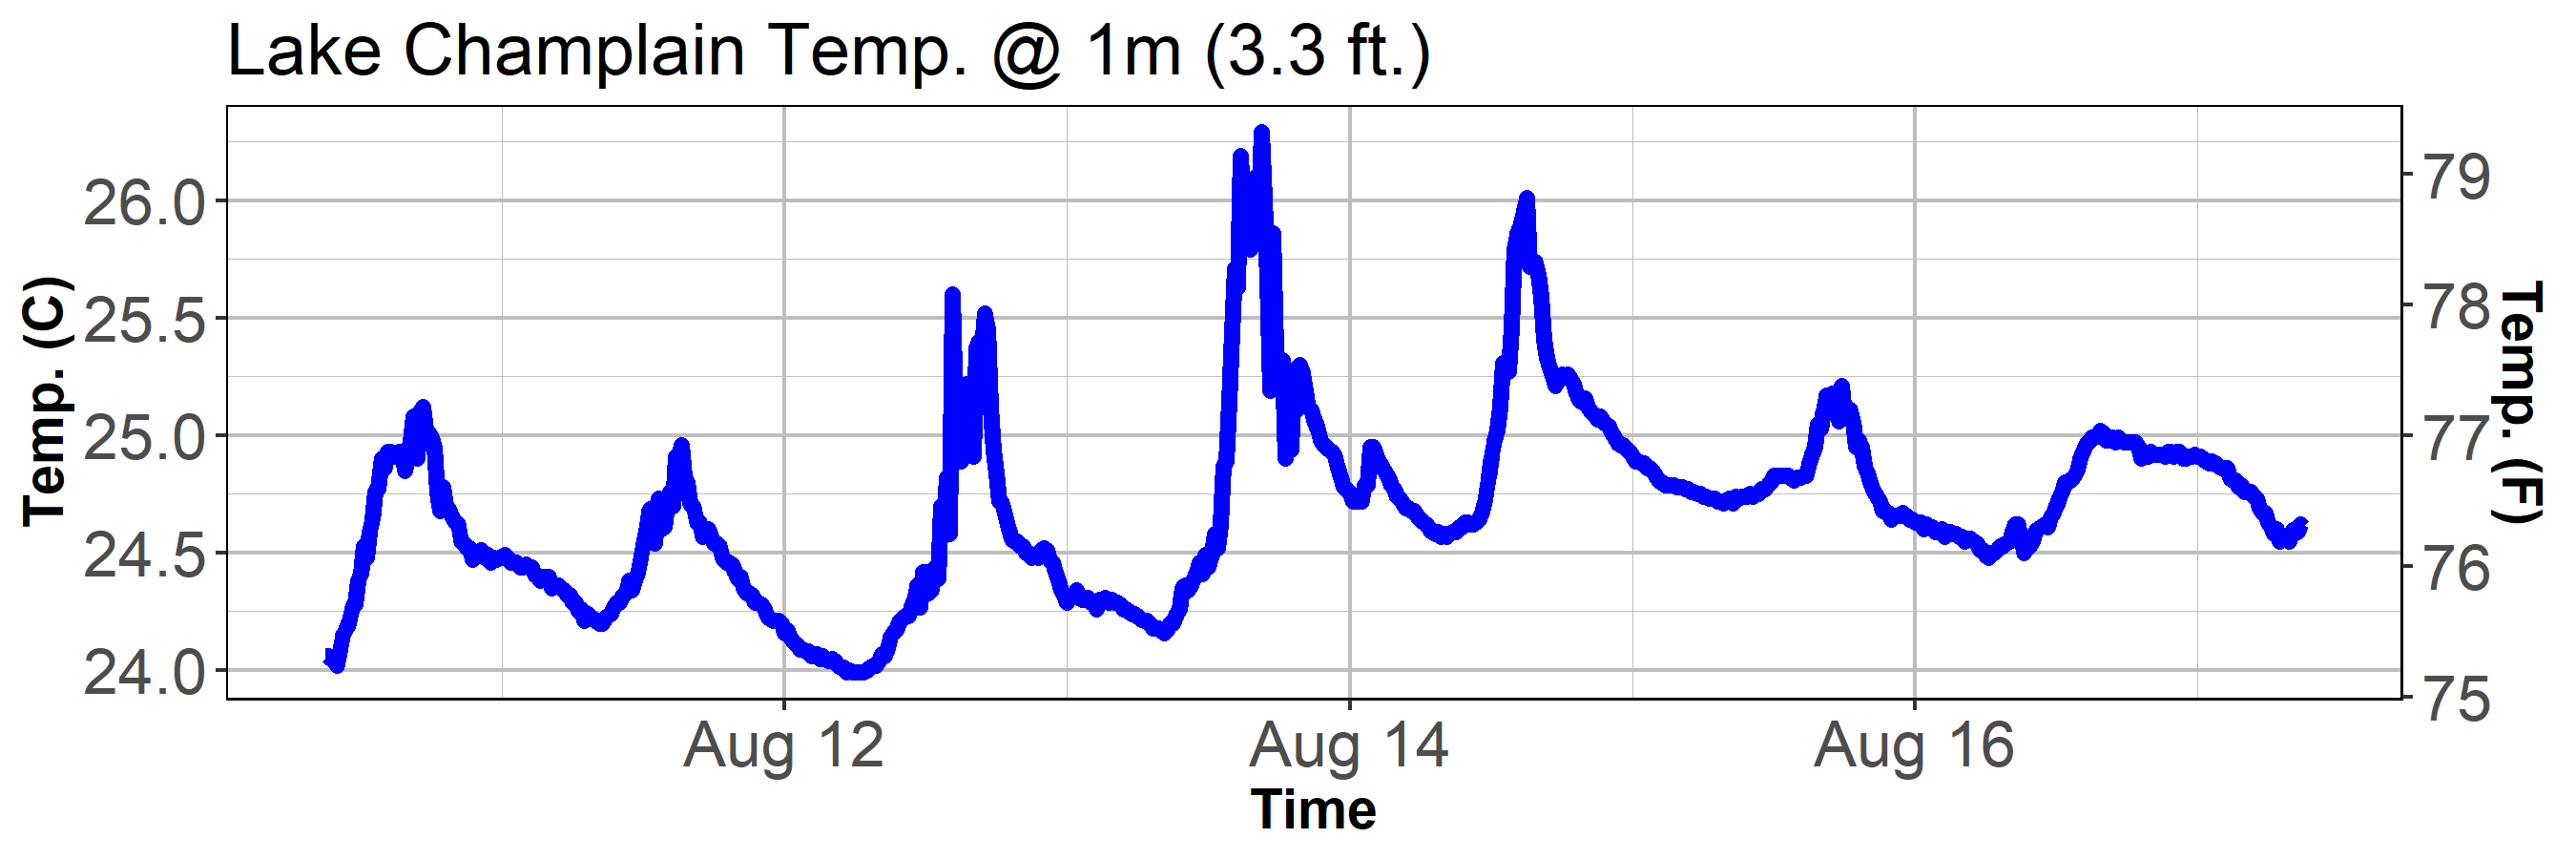 Lake Champlain Temp. @ 1m (3.3 ft.)
Temp. (C)
26.0
25.5
25.0
24.5
24.0
79
78
77
76
75
Temp. (F)
Aug 12 Aug 14 Aug 16
Time